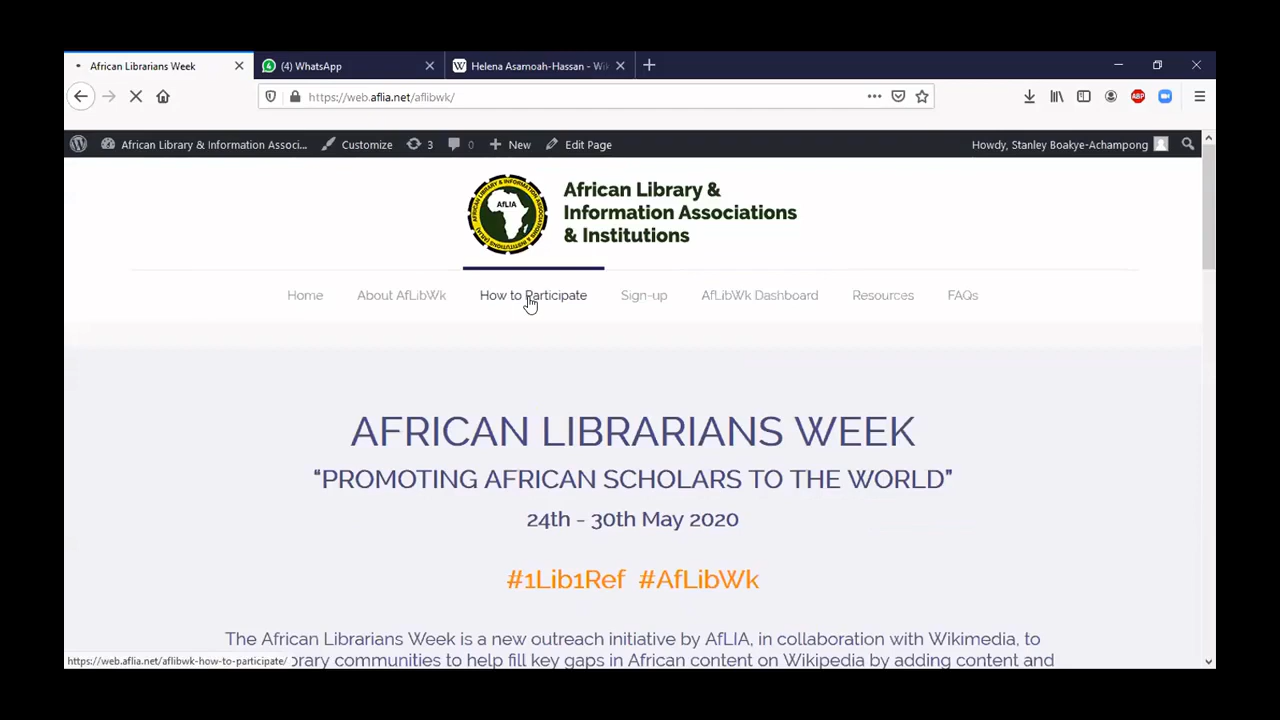 African Librarians Week
(4) WhatsApp
Helena Asamoah-Hassan - Wi
https://web.aflia.net/aflibwk/
African Library & Information Associ...
Customize
3
0
New
Edit Page
Howdy, Stanley Boakye-Achampong
AfLIA
African Library &
Information Associations
& Institutions
Home
About AfLibWk
How to Participate
Sign-up
AfLibWk Dashboard
Resources
FAQs
AFRICAN LIBRARIANS WEEK
“PROMOTING AFRICAN SCHOLARS TO THE WORLD”
24th - 30th May 2020
#1Lib1Ref #AfLibWk
The African Librarians Week is a new outreach initiative by AfLIA, in collaboration with Wikimedia, to
https://web.aflia.net/aflibwk-how-to-participate/
rary communities to help fill key gaps in African content on Wikipedia by adding content and